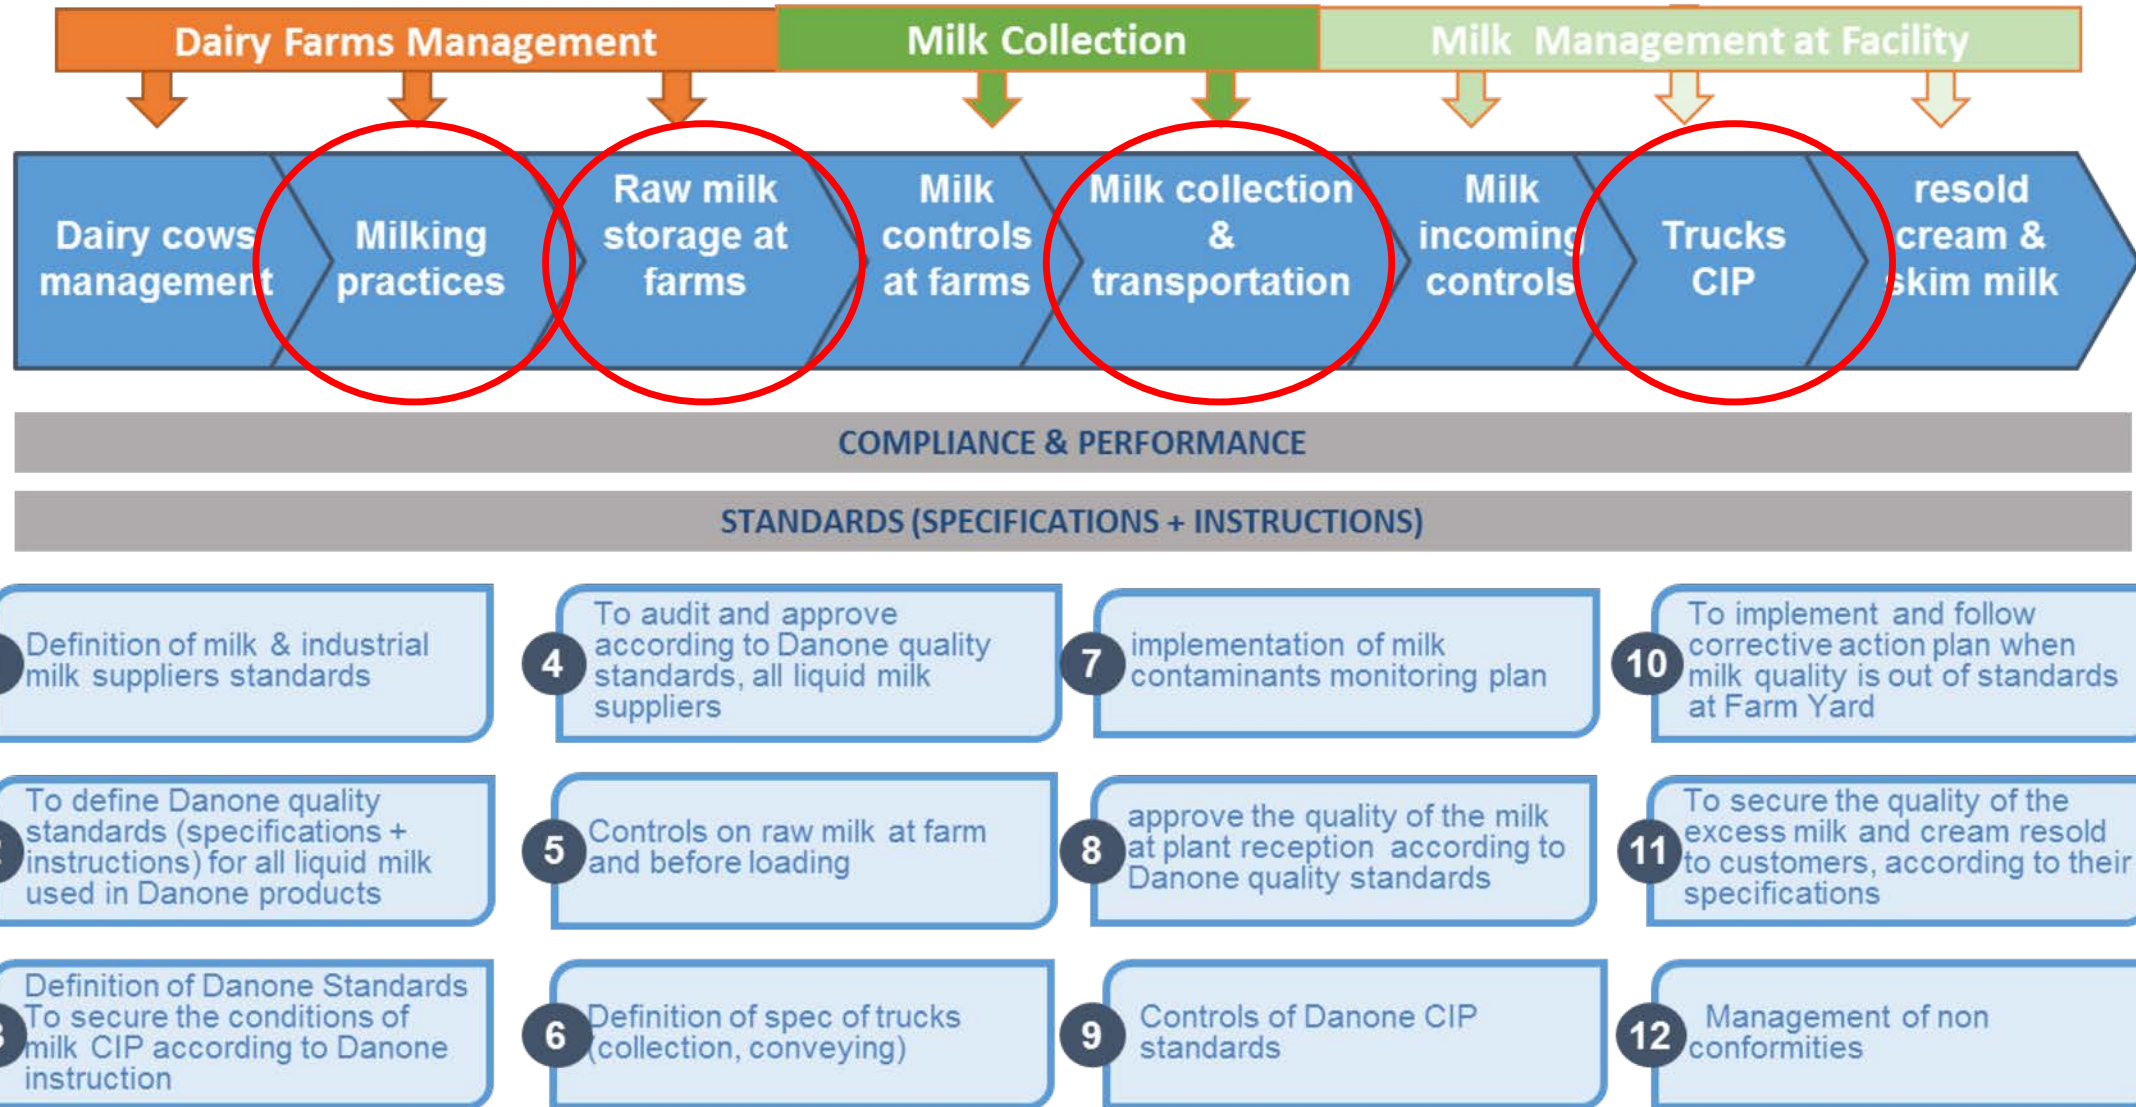 Dairy Farms Management
Milk Collection
Milk Management at Facility
Dairy cows
management
Milking
practices
Raw milk
storage at
farms
Milk
controls
at farms
Milk collection
&
transportation
Milk
incoming
controls
Trucks
CIP
resold
cream &
skim milk
COMPLIANCE & PERFORMANCE
STANDARDS (SPECIFICATIONS + INSTRUCTIONS)
Definition of milk & industrial
milk suppliers standards
4
To audit and approve
according to Danone quality
standards, all liquid milk
suppliers
7
implementation of milk
contaminants monitoring plan
10
To implement and follow
corrective action plan when
milk quality is out of standards
at Farm Yard
2
To define Danone quality
standards (specifications +
instructions) for all liquid milk
used in Danone products
5
Controls on raw milk at farm
and before loading
8
approve the quality of the milk
at plant reception according to
Danone quality standards
11
To secure the quality of the
excess milk and cream resold
to customers, according to their
specifications
3
Definition of Danone Standards
To secure the conditions of
milk CIP according to Danone
instruction
6
Definition of spec of trucks
(collection, conveying)
9
Controls of Danone CIP
standards
12
Management of non
conformities